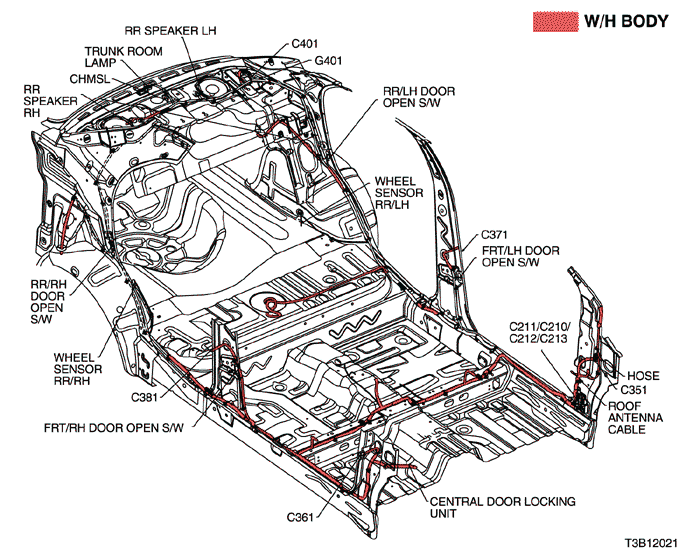 W/H BODY
RR SPEAKER LH
C401
TRUNK ROOM
LAMP
G401
CHMSL
RR
SPEAKER
RH
RR/LH DOOR
OPEN S/W
WHEEL
SENSOR
RR/LH
C371
FRT/LH DOOR
OPEN S/W
RR/RH
DOOR
OPEN
S/W
C211/C210/
C212/C213
WHEEL
SENSOR
RR/RH
HOSE
C351
C381
ROOF
ANTENNA
CABLE
FRT/RH DOOR OPEN S/W
CENTRAL DOOR LOCKING
UNIT
C361
T3B12021